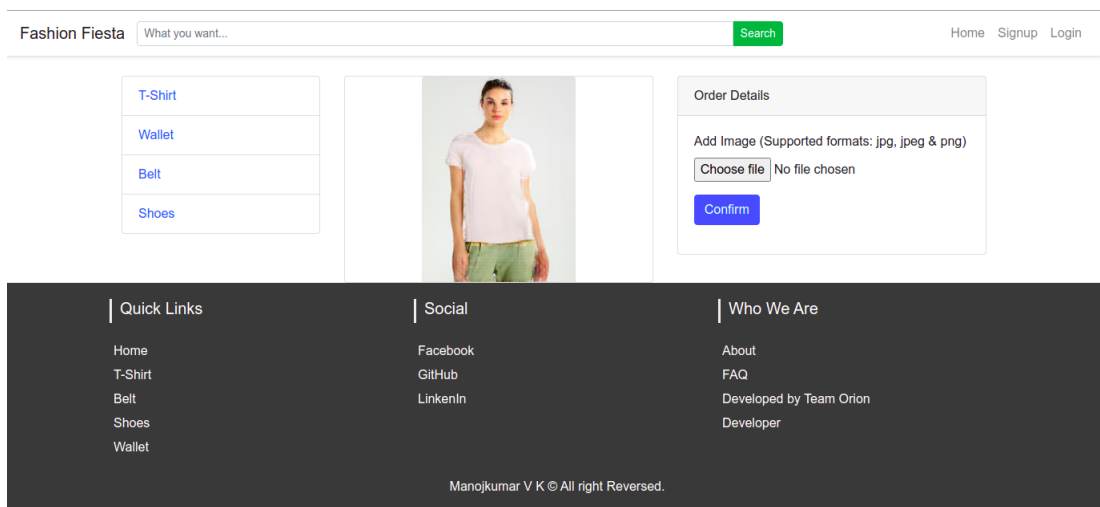 Fashion Fiesta What you want... Search Home Signup Login
T-Shirt
Wallet
Belt
Shoes
Order Details
Add Image (Supported formats: jpg, jpeg & png)
Choose file No file chosen
Confirm
Quick Links
Home
T-Shirt
Belt
Shoes
Wallet
Social
Facebook
GitHub
LinkenIn
Who We Are
About
FAQ
Developed by Team Orion
Developer
Manojkumar V K © All right Reversed.